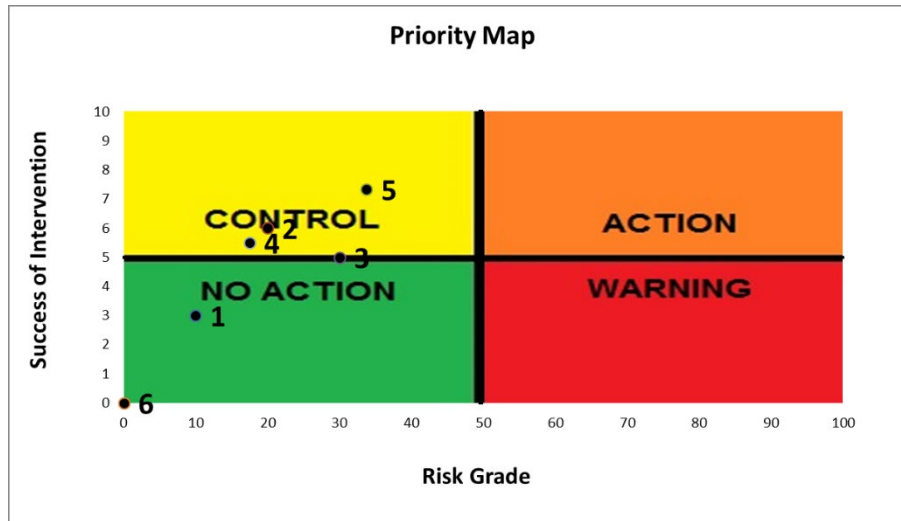 Priority Map
Success of Intervention
10
9
8
7
6
5
4
3
2
1
0
CONTROL
ACTION
NO ACTION
WARNING
5
2
4
3
1
6
0 10 20 30 40 50 60 70 80 90 100
Risk Grade